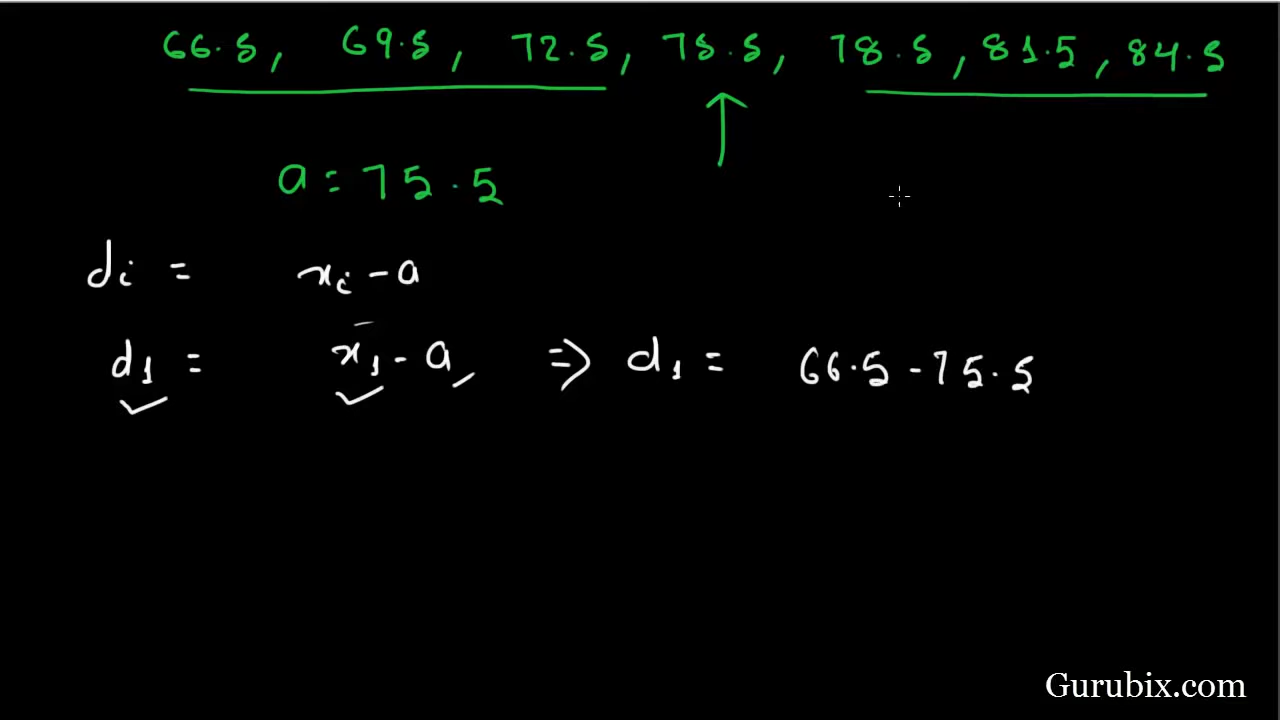 66.5, 69.5, 72.5, 75.5, 78.5, 81.5, 84.5
a = 75.5
di = xi - a
d1 = x1 - a, ⇒ d1 = 66.5 - 75.5
Gurubix.com